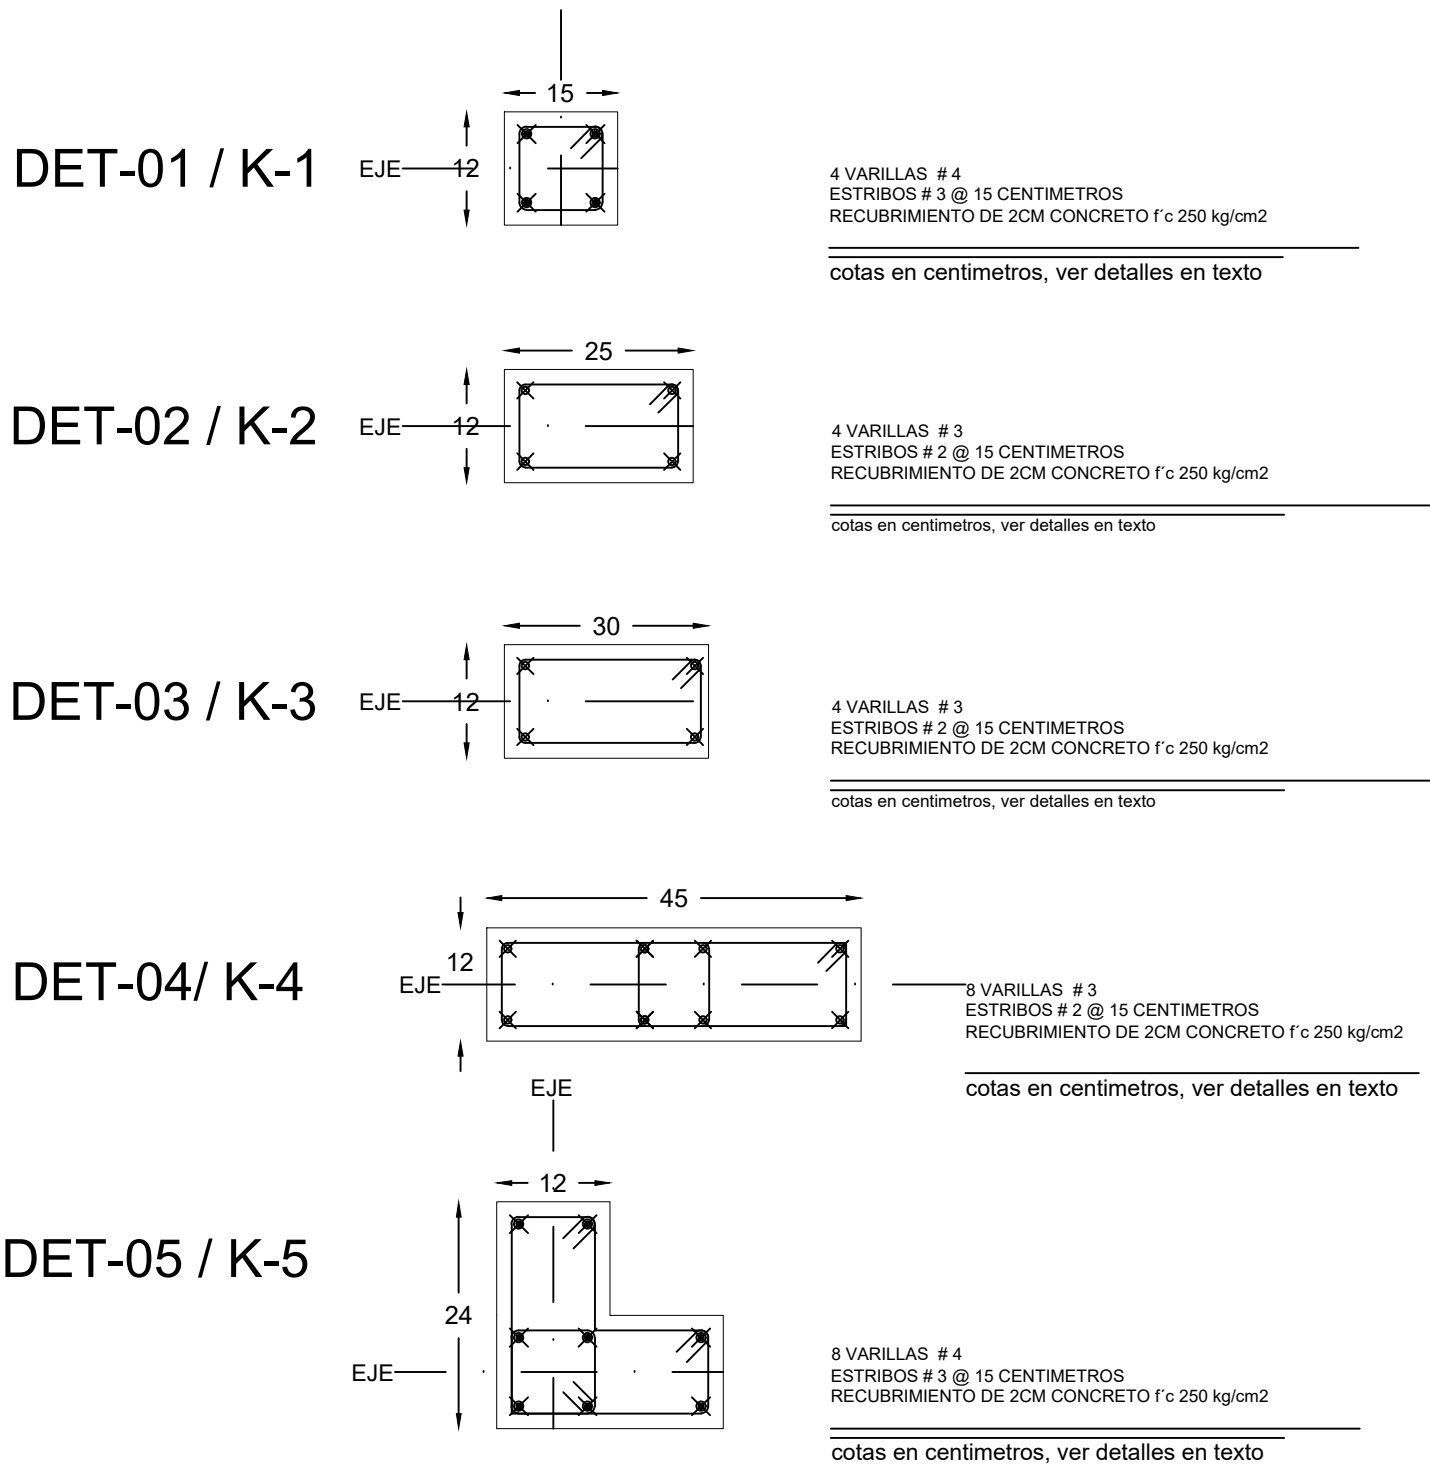 15
DET-01 / K-1
EJE
12
4 VARILLAS # 4
ESTRIBOS # 3 @ 15 CENTIMETROS
RECUBRIMIENTO DE 2CM CONCRETO f´c 250 kg/cm2
cotas en centimetros, ver detalles en texto
25
DET-02 / K-2
EJE
12
4 VARILLAS # 3
ESTRIBOS # 2 @ 15 CENTIMETROS
RECUBRIMIENTO DE 2CM CONCRETO f´c 250 kg/cm2
cotas en centimetros, ver detalles en texto
30
DET-03 / K-3
EJE
12
4 VARILLAS # 3
ESTRIBOS # 2 @ 15 CENTIMETROS
RECUBRIMIENTO DE 2CM CONCRETO f´c 250 kg/cm2
cotas en centimetros, ver detalles en texto
45
DET-04/ K-4
12
EJE
8 VARILLAS # 3
ESTRIBOS # 2 @ 15 CENTIMETROS
RECUBRIMIENTO DE 2CM CONCRETO f´c 250 kg/cm2
cotas en centimetros, ver detalles en texto
EJE
12
DET-05 / K-5
24
EJE
8 VARILLAS # 4
ESTRIBOS # 3 @ 15 CENTIMETROS
RECUBRIMIENTO DE 2CM CONCRETO f´c 250 kg/cm2
cotas en centimetros, ver detalles en texto